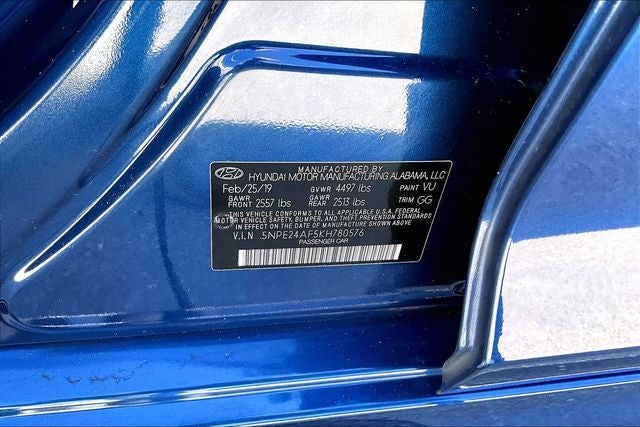 MANUFACTURED BY
HYUNDAI MOTOR MANUFACTURING ALABAMA, LLC
Feb/25/19 GVWR 4497 lbs PAINT VU
GAWR FRONT 2557 lbs GAWR REAR 2513 lbs TRIM GG
THIS VEHICLE CONFORMS TO ALL APPLICABLE U.S. FEDERAL
MOTOR VEHICLE SAFETY, BUMPER, AND THEFT PREVENTION STANDARDS
IN EFFECT ON THE DATE OF MANUFACTURE SHOWN ABOVE.
V.I.N .5NPE24AF5KH780576
PASSENGER CAR